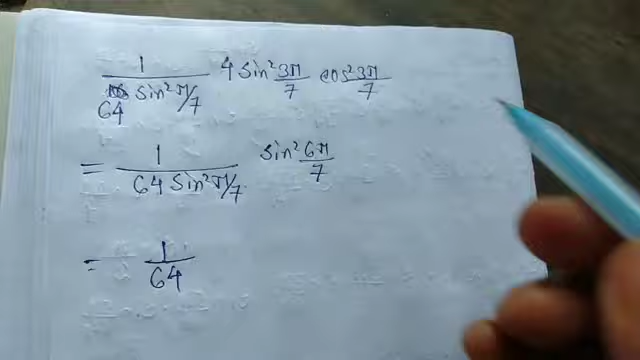 1/(64 sin²π/7) 4 sin² 3π/7 cos² 3π/7
= 1/(64 Sin²π/7) sin² 6π/7
= 1/64